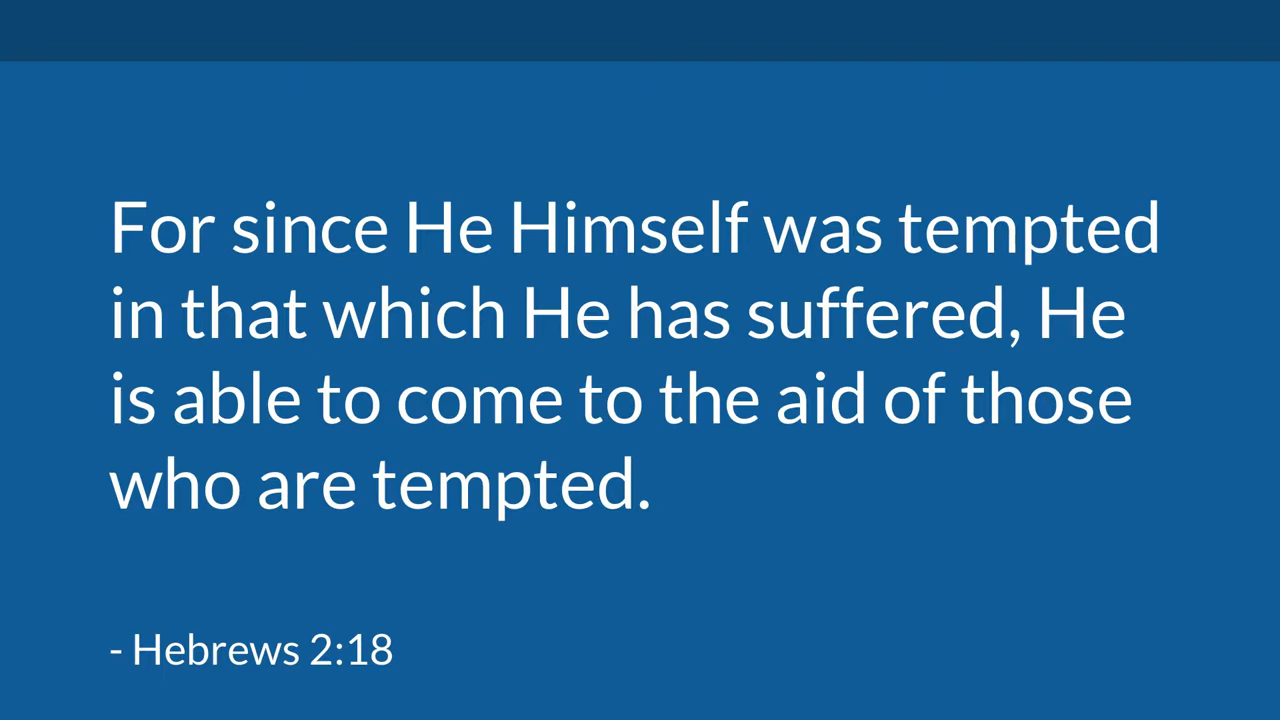 For since He Himself was tempted
in that which He has suffered, He
is able to come to the aid of those
who are tempted.
- Hebrews 2:18